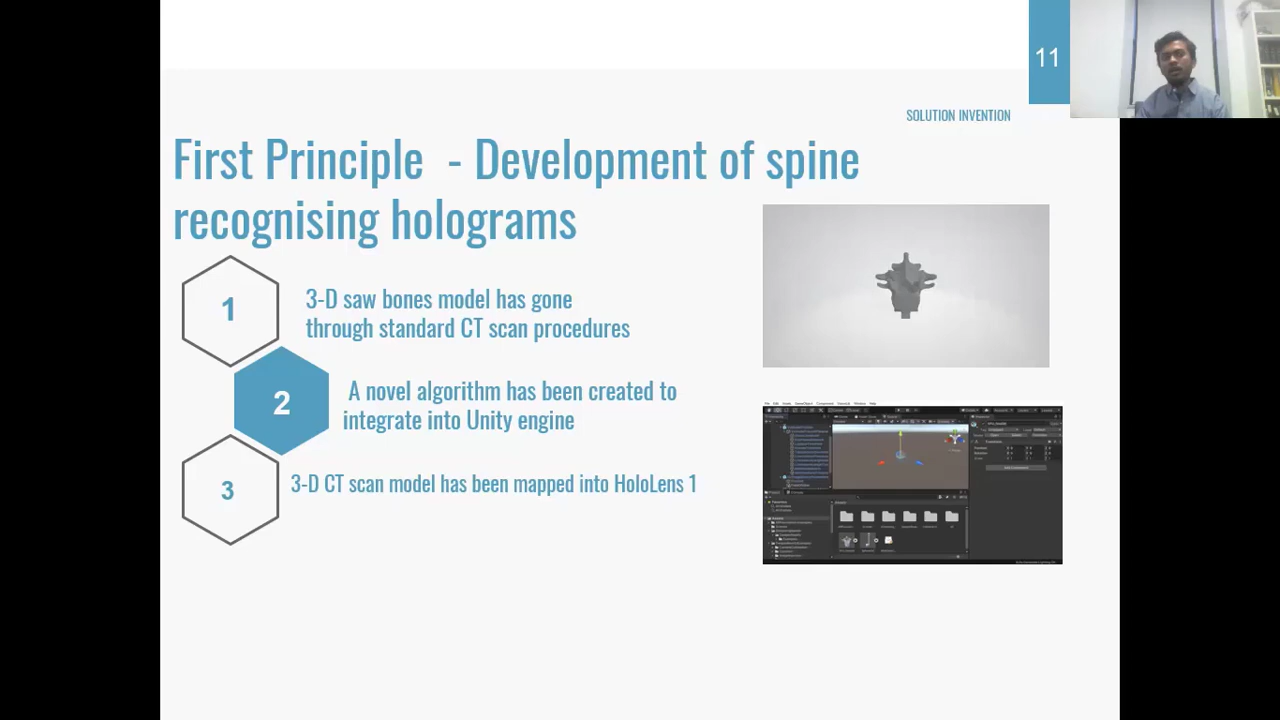 11
SOLUTION INVENTION
First Principle - Development of spine
recognising holograms
1
3-D saw bones model has gone
through standard CT scan procedures
2
A novel algorithm has been created to
integrate into Unity engine
3
3-D CT scan model has been mapped into HoloLens 1